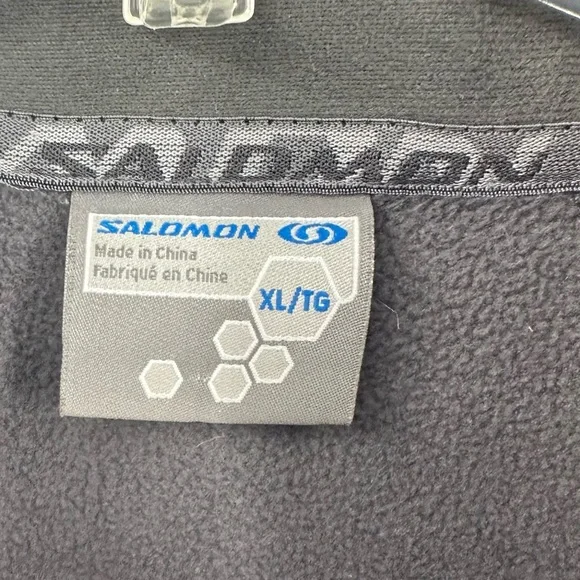 SALOMON
SALOMON
Made in China
Fabriqué en Chine
XL/TG